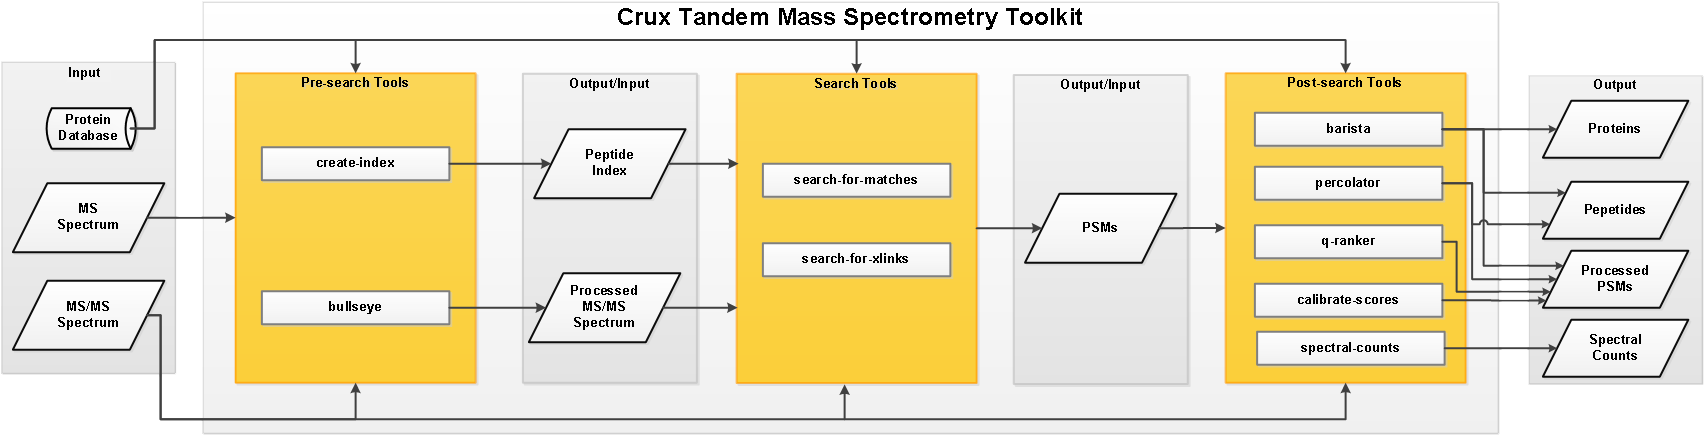 Crux Tandem Mass Spectrometry Toolkit
Input
Protein
Database
MS
Spectrum
MS/MS
Spectrum
Pre-search Tools
create-index
bullseye
Output/Input
Peptide
Index
Processed
MS/MS
Spectrum
Search Tools
search-for-matches
search-for-xlinks
Output/Input
PSMs
Post-search Tools
barista
percolator
q-ranker
calibrate-scores
spectral-counts
Output
Proteins
Pepetides
Processed
PSMs
Spectral
Counts